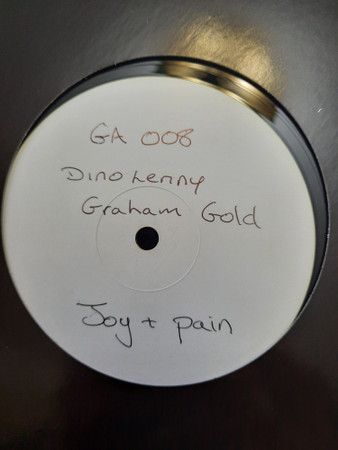 GA 008
Dino Lenny
Graham Gold
Joy + pain